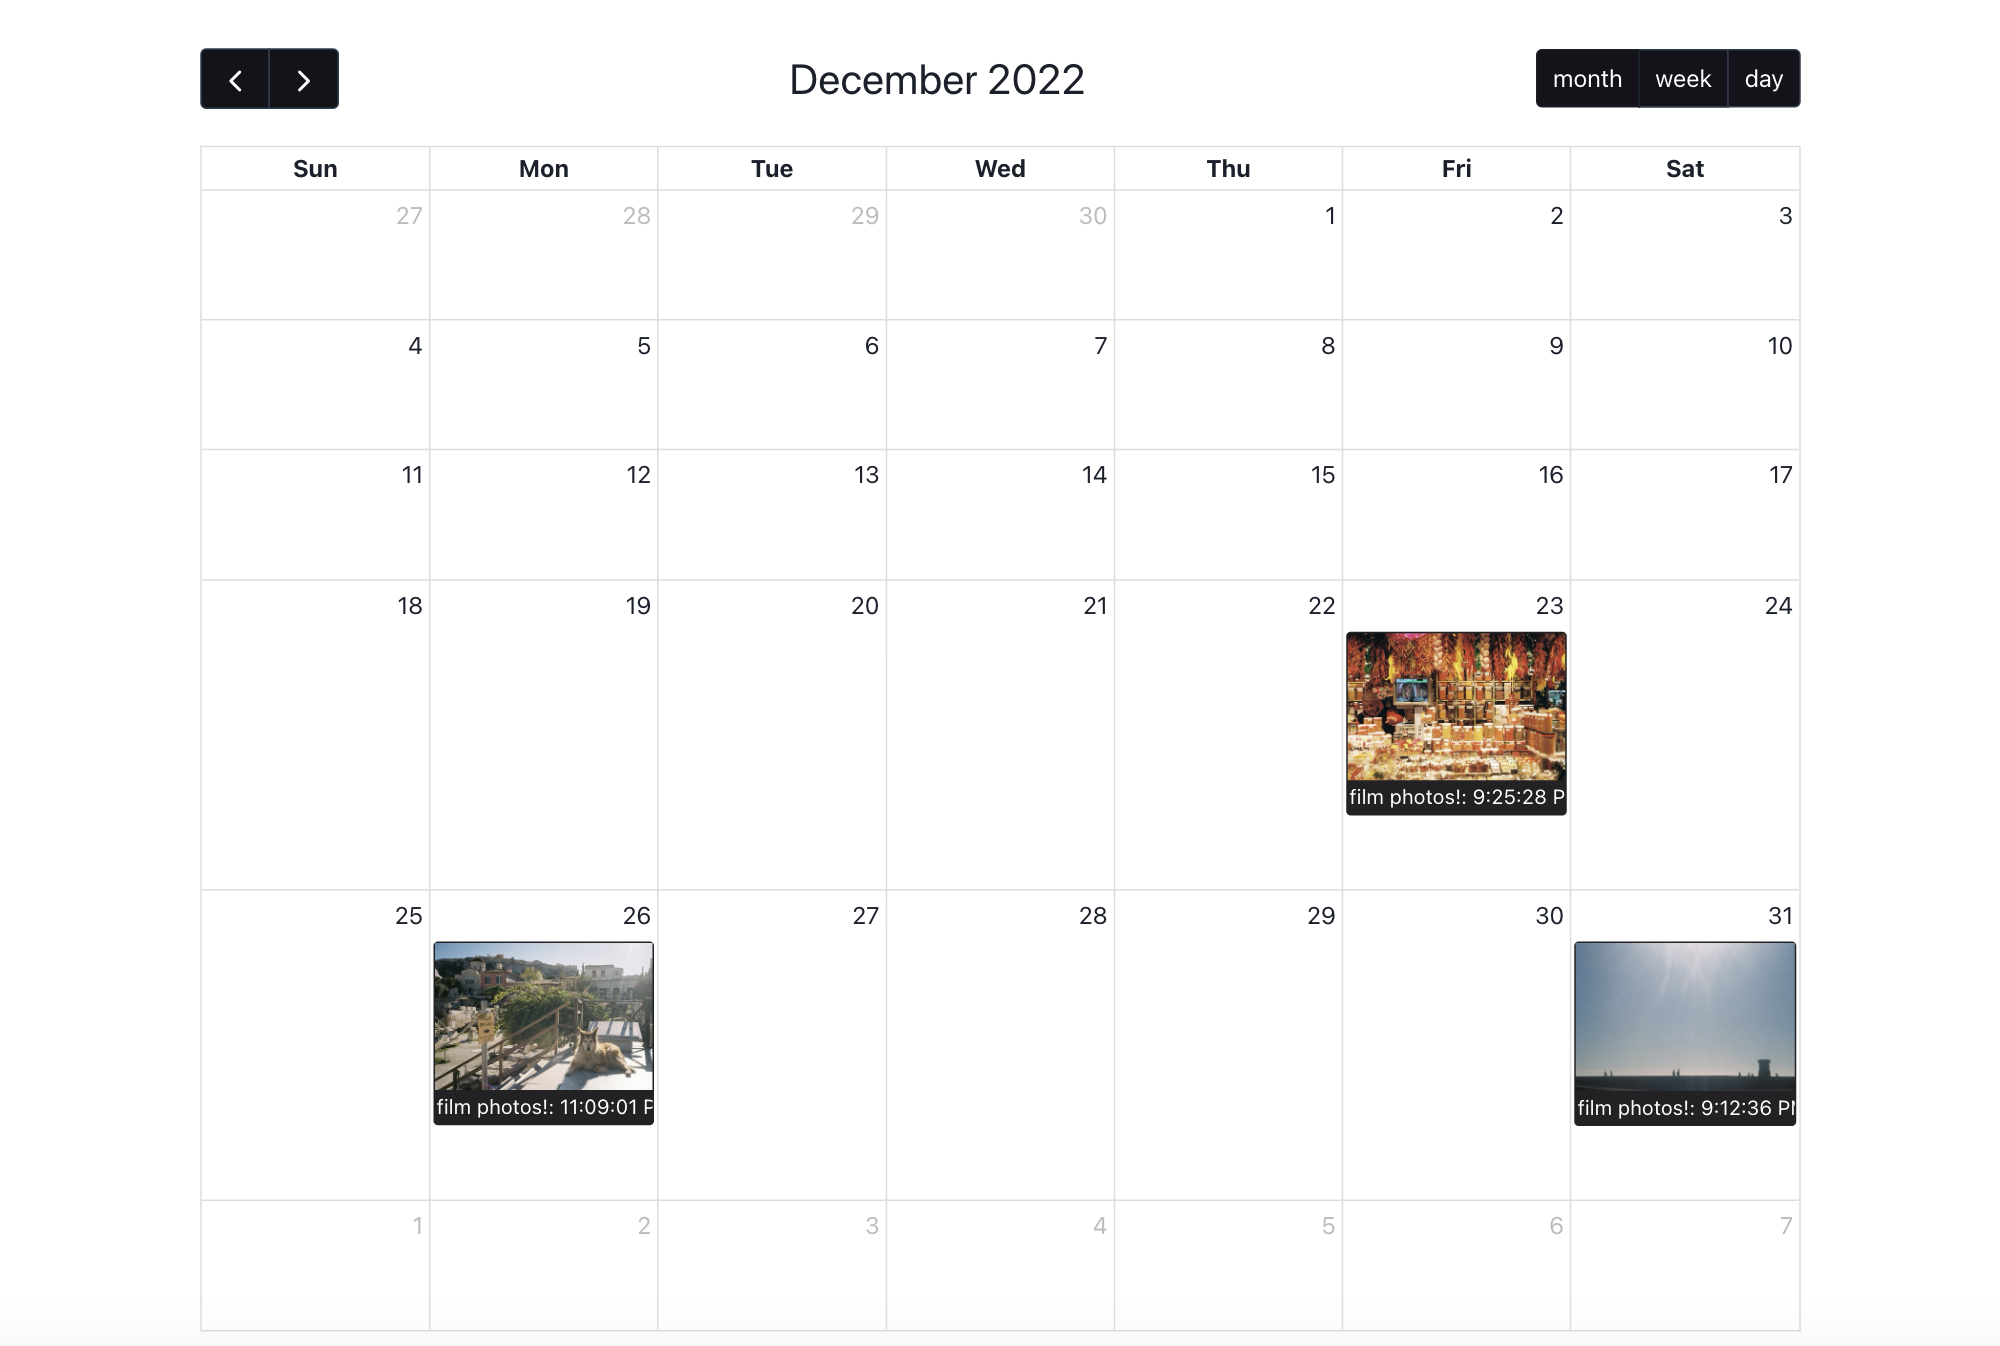 December 2022
month week day
Sun Mon Tue Wed Thu Fri Sat
27 28 29 30 1 2 3
4 5 6 7 8 9 10
11 12 13 14 15 16 17
18 19 20 21 22 23 24
film photos!: 9:25:28 P
25 26 27 28 29 30 31
film photos!: 11:09:01 P
film photos!: 9:12:36 PM
1 2 3 4 5 6 7